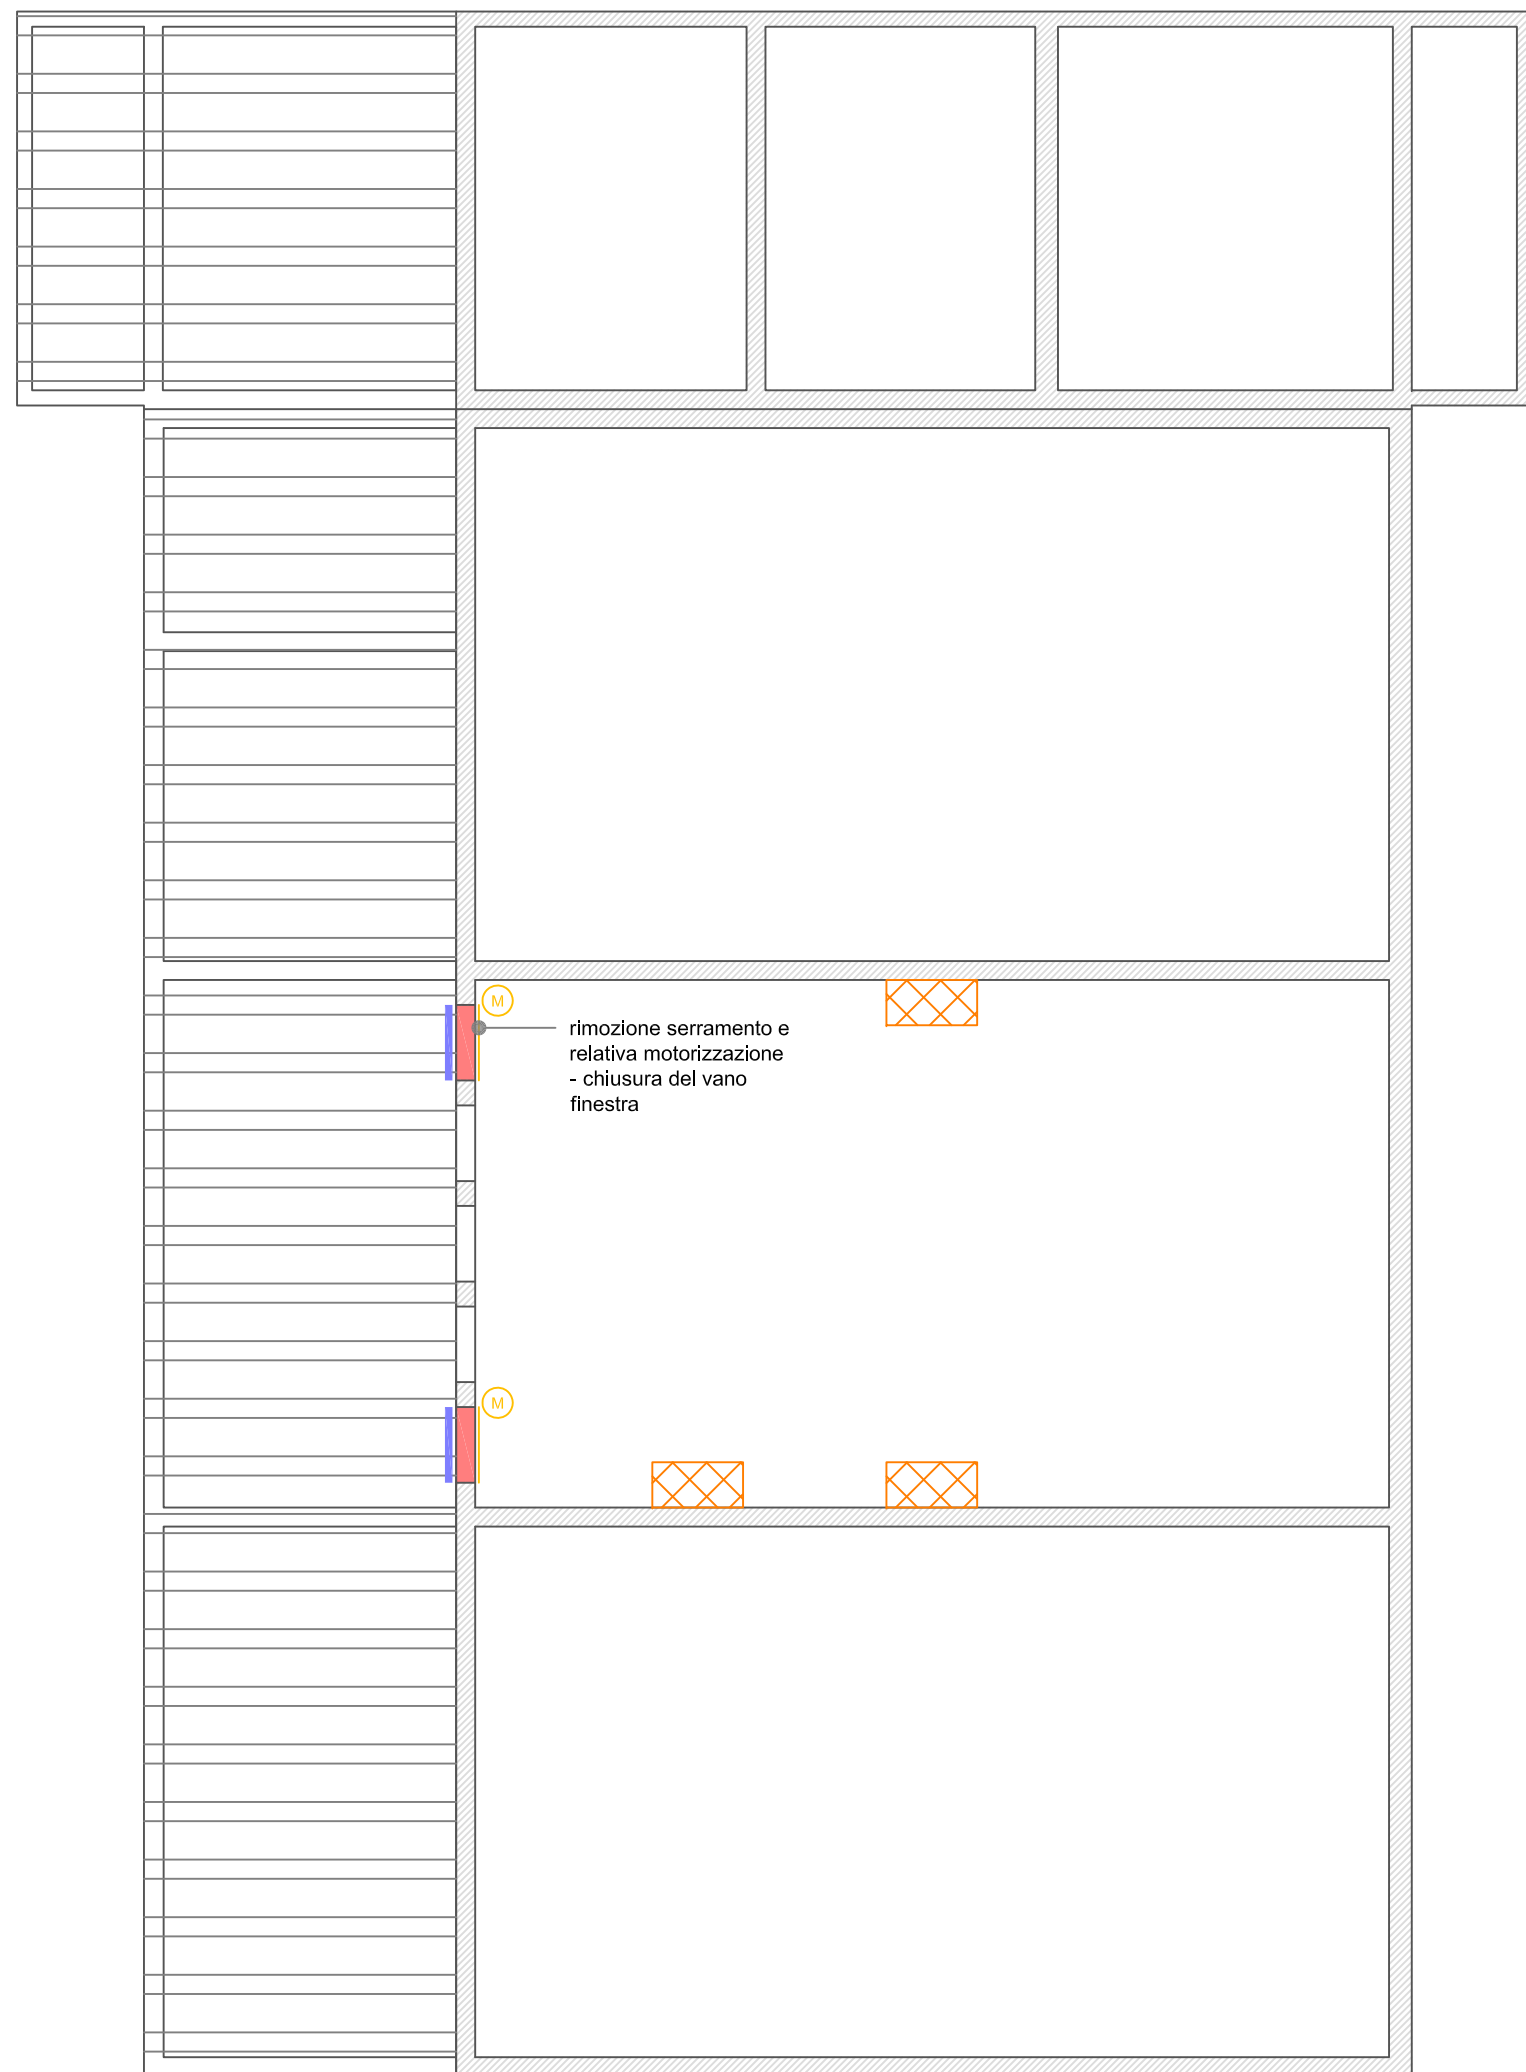 M
rimozione serramento e
relativa motorizzazione
- chiusura del vano
finestra
M